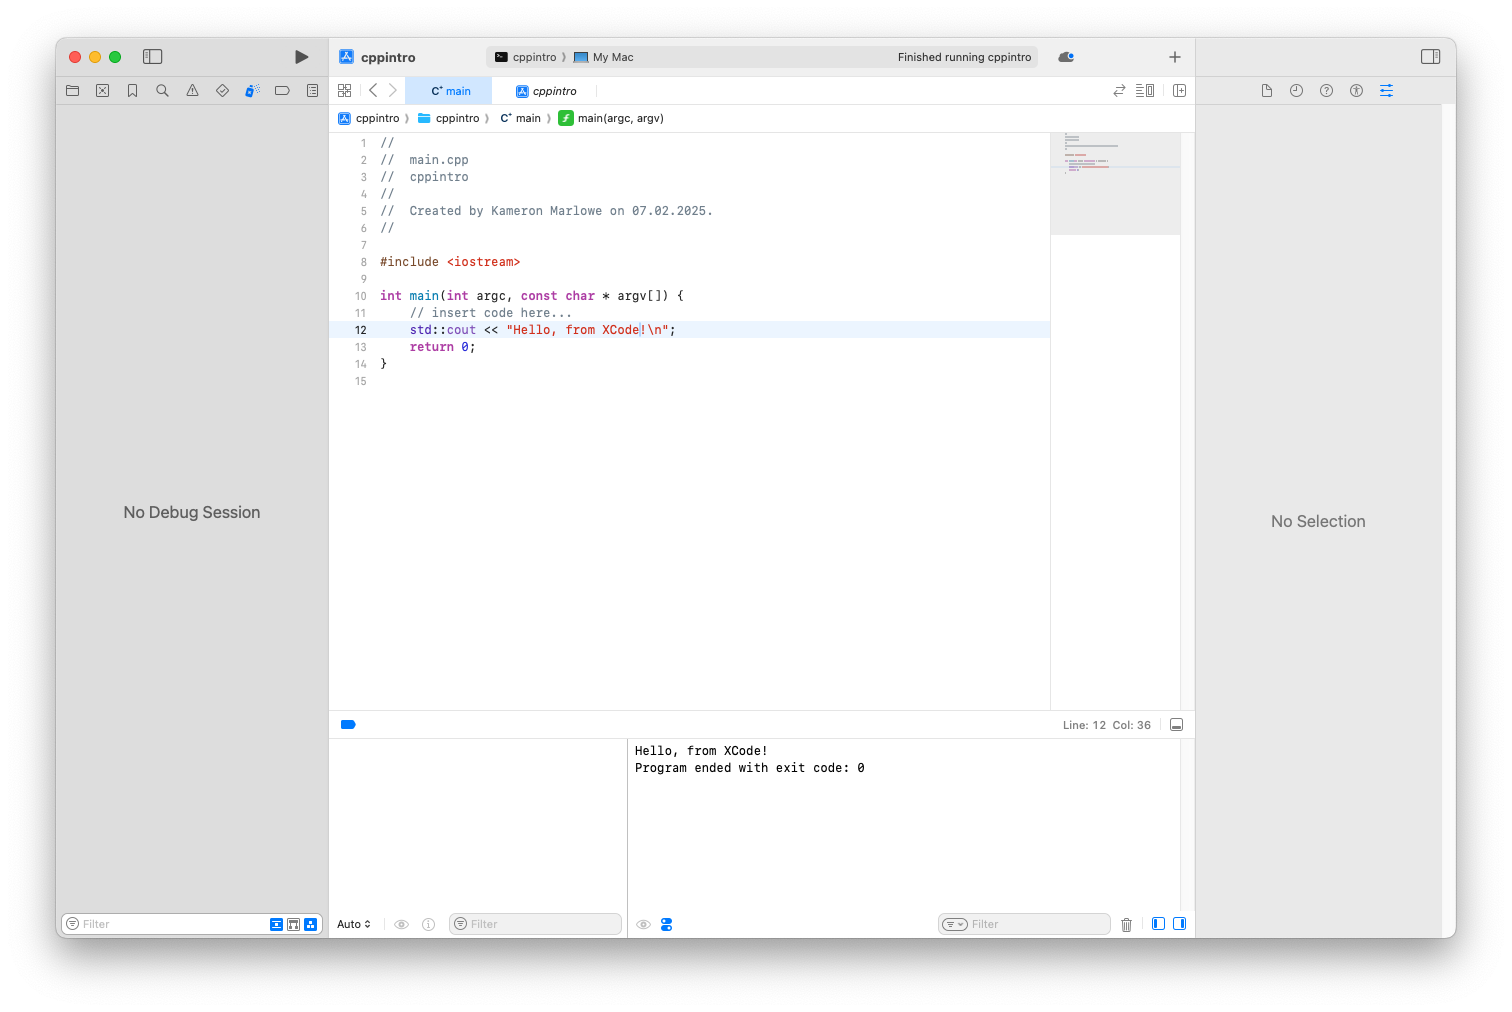 cppintro
cppintro
My Mac
Finished running cppintro
C+ main
cppintro
cppintro
cppintro
C+ main
main(argc, argv)
1 //
2 //  main.cpp
3 //  cppintro
4 //
5 //  Created by Kameron Marlowe on 07.02.2025.
6 //
7
8 #include <iostream>
9
10 int main(int argc, const char * argv[]) {
11     // insert code here...
12     std::cout << "Hello, from XCode!\n";
13     return 0;
14 }
15
No Debug Session
No Selection
Line: 12  Col: 36
Hello, from XCode!
Program ended with exit code: 0
Filter
Auto
Filter
Filter